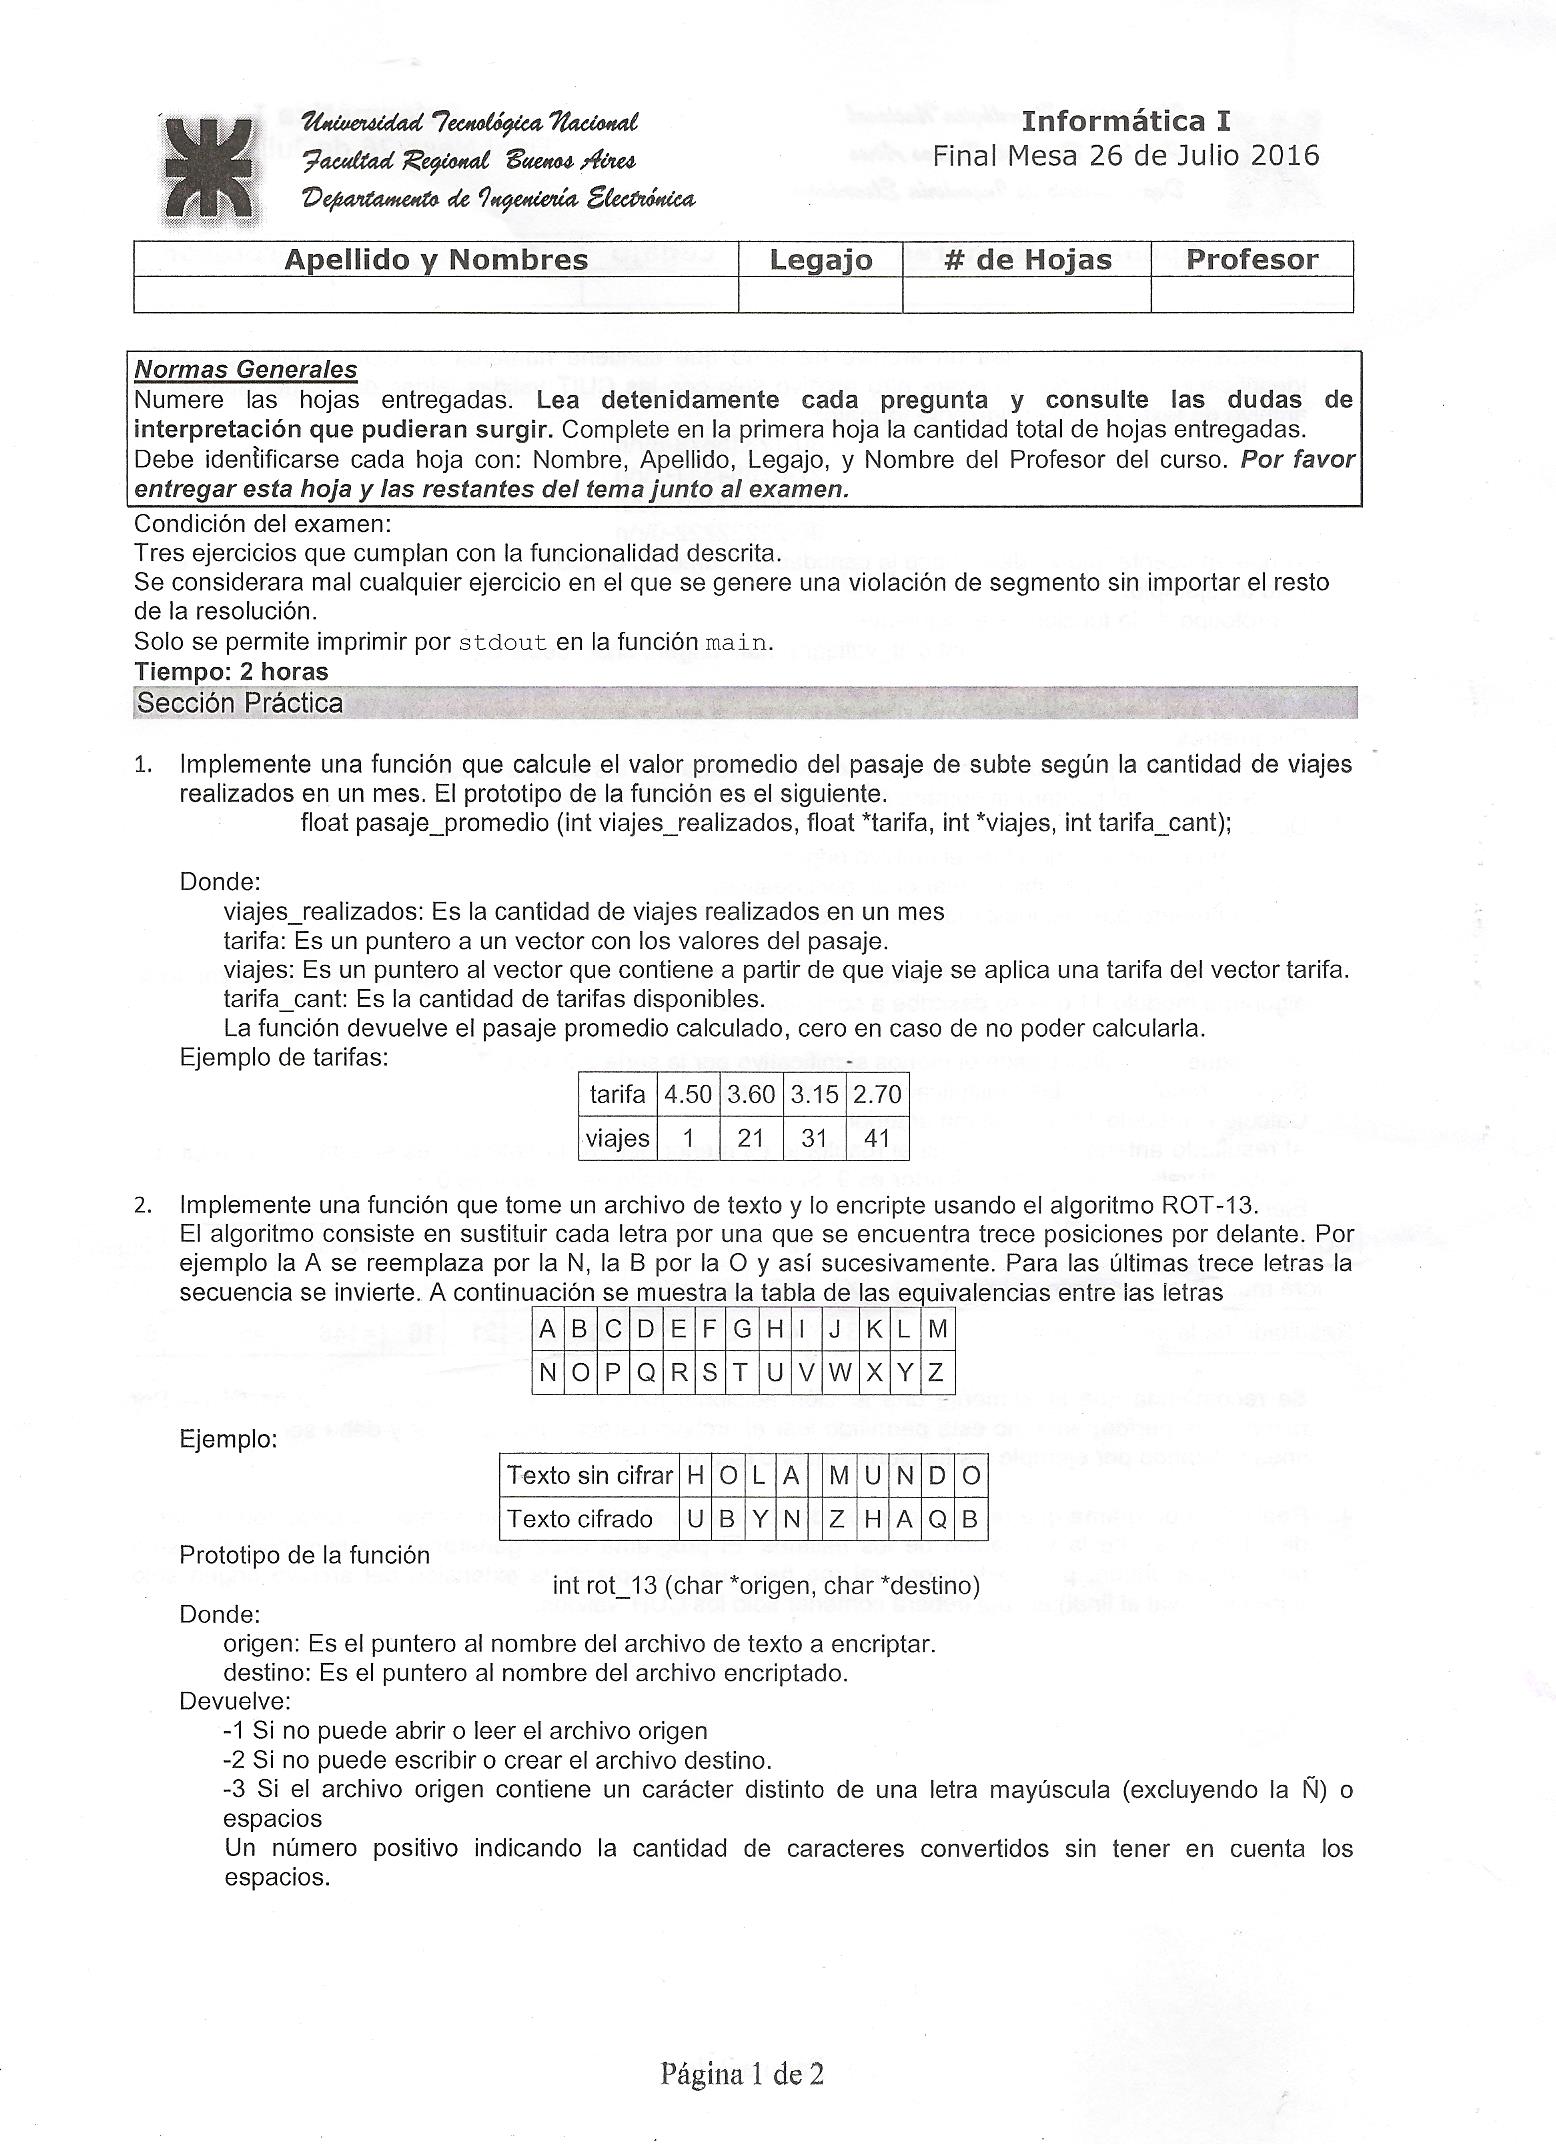 Universidad Tecnológica Nacional
Facultad Regional Buenos Aires
Departamento de Ingeniería Electrónica
Informática I
Final Mesa 26 de Julio 2016
Apellido y Nombres Legajo # de Hojas Profesor
Normas Generales
Numere las hojas entregadas. Lea detenidamente cada pregunta y consulte las dudas de
interpretación que pudieran surgir. Complete en la primera hoja la cantidad total de hojas entregadas.
Debe identificarse cada hoja con: Nombre, Apellido, Legajo, y Nombre del Profesor del curso. Por favor
entregar esta hoja y las restantes del tema junto al examen.
Condición del examen:
Tres ejercicios que cumplan con la funcionalidad descrita.
Se considerara mal cualquier ejercicio en el que se genere una violación de segmento sin importar el resto
de la resolución.
Solo se permite imprimir por stdout en la función main.
Tiempo: 2 horas
Sección Práctica
1. Implemente una función que calcule el valor promedio del pasaje de subte según la cantidad de viajes
realizados en un mes. El prototipo de la función es el siguiente.
float pasaje_promedio (int viajes_realizados, float *tarifa, int *viajes, int tarifa_cant);
Donde:
viajes_realizados: Es la cantidad de viajes realizados en un mes
tarifa: Es un puntero a un vector con los valores del pasaje.
viajes: Es un puntero al vector que contiene a partir de que viaje se aplica una tarifa del vector tarifa.
tarifa_cant: Es la cantidad de tarifas disponibles.
La función devuelve el pasaje promedio calculado, cero en caso de no poder calcularla.
Ejemplo de tarifas:
tarifa 4.50 3.60 3.15 2.70
viajes 1 21 31 41
2. Implemente una función que tome un archivo de texto y lo encripte usando el algoritmo ROT-13.
El algoritmo consiste en sustituir cada letra por una que se encuentra trece posiciones por delante. Por
ejemplo la A se reemplaza por la N, la B por la O y así sucesivamente. Para las últimas trece letras la
secuencia se invierte. A continuación se muestra la tabla de las equivalencias entre las letras
A B C D E F G H I J K L M
N O P Q R S T U V W X Y Z
Ejemplo:
Texto sin cifrar H O L A M U N D O
Texto cifrado U B Y N Z H A Q B
Prototipo de la función
int rot_13 (char *origen, char *destino)
Donde:
origen: Es el puntero al nombre del archivo de texto a encriptar.
destino: Es el puntero al nombre del archivo encriptado.
Devuelve:
-1 Si no puede abrir o leer el archivo origen
-2 Si no puede escribir o crear el archivo destino.
-3 Si el archivo origen contiene un carácter distinto de una letra mayúscula (excluyendo la Ñ) o
espacios
Un número positivo indicando la cantidad de caracteres convertidos sin tener en cuenta los
espacios.
Página 1 de 2